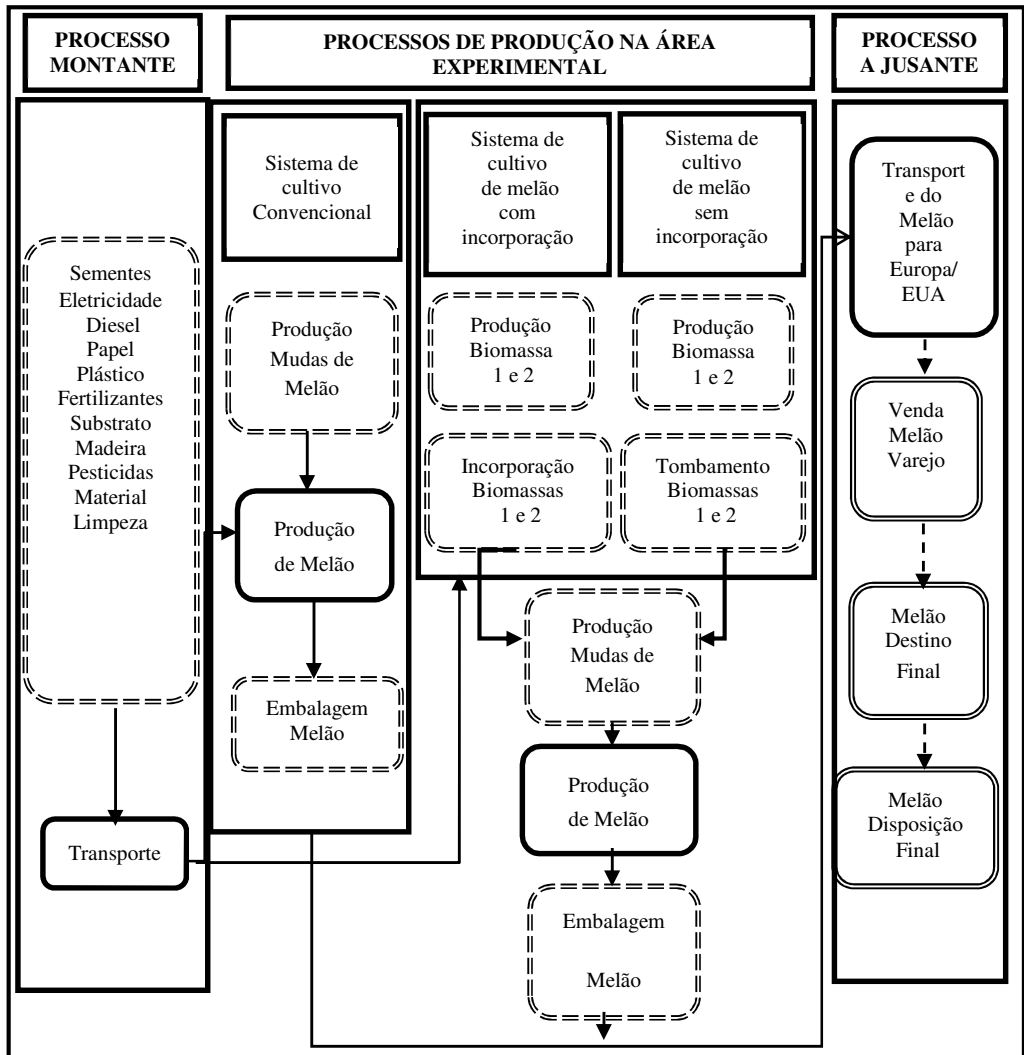 PROCESSO
MONTANTE
PROCESSOS DE PRODUÇÃO NA ÁREA
EXPERIMENTAL
PROCESSO
A JUSANTE
Sementes
Eletricidade
Diesel
Papel
Plástico
Fertilizantes
Substrato
Madeira
Pesticidas
Material
Limpeza
Transporte
Sistema de
cultivo
Convencional
Produção
Mudas de
Melão
Produção
de Melão
Embalagem
Melão
Sistema de
cultivo
de melão
com
incorporação
Produção
Biomassa
1 e 2
Incorporação
Biomassas
1 e 2
Sistema de
cultivo
de melão
sem
incorporação
Produção
Biomassa
1 e 2
Tombamento
Biomassas
1 e 2
Produção
Mudas de
Melão
Produção
de Melão
Embalagem
Melão
Transport
e do
Melão
para
Europa/
EUA
Venda
Melão
Varejo
Melão
Destino
Final
Melão
Disposição
Final